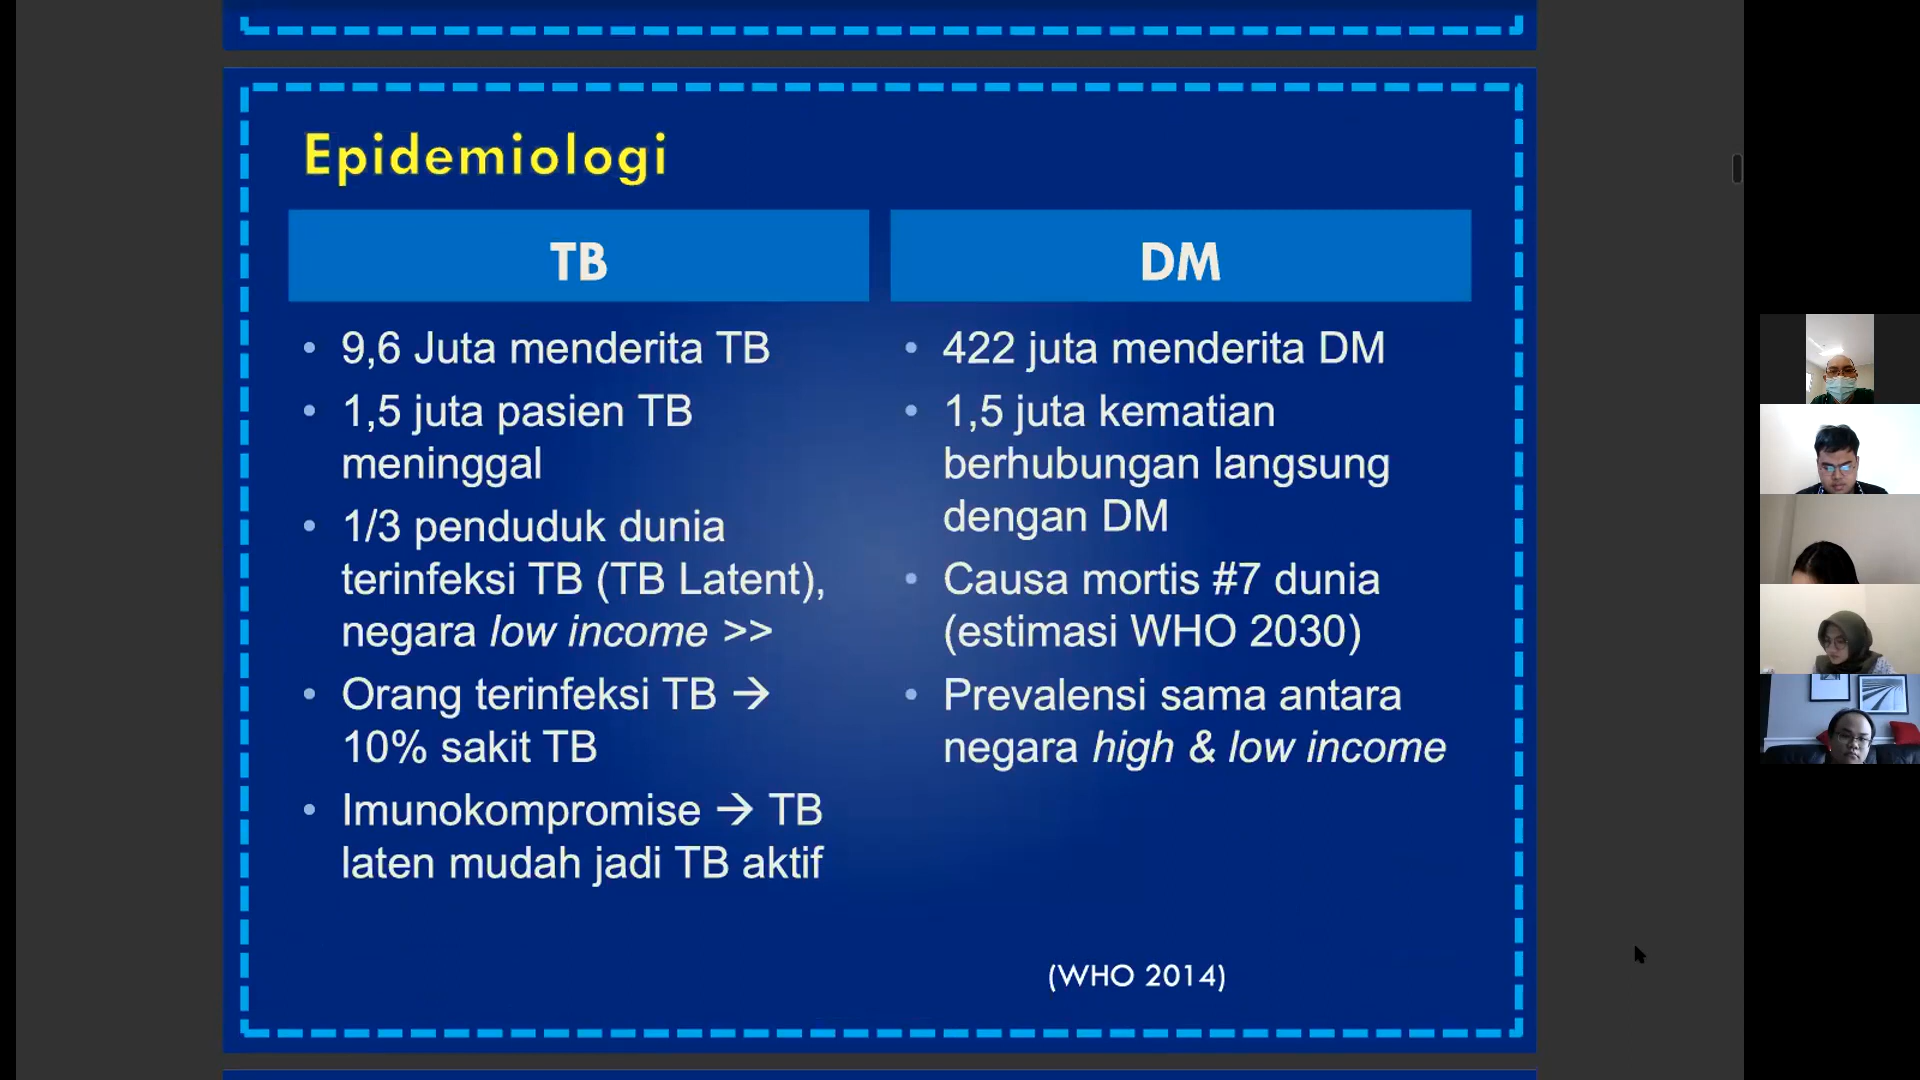 Epidemiologi
TB
• 9,6 Juta menderita TB
• 1,5 juta pasien TB
meninggal
• 1/3 penduduk dunia
terinfeksi TB (TB Latent),
negara low income >>
• Orang terinfeksi TB →
10% sakit TB
• Imunokompromise → TB
laten mudah jadi TB aktif
DM
• 422 juta menderita DM
• 1,5 juta kematian
berhubungan langsung
dengan DM
• Causa mortis #7 dunia
(estimasi WHO 2030)
• Prevalensi sama antara
negara high & low income
(WHO 2014)